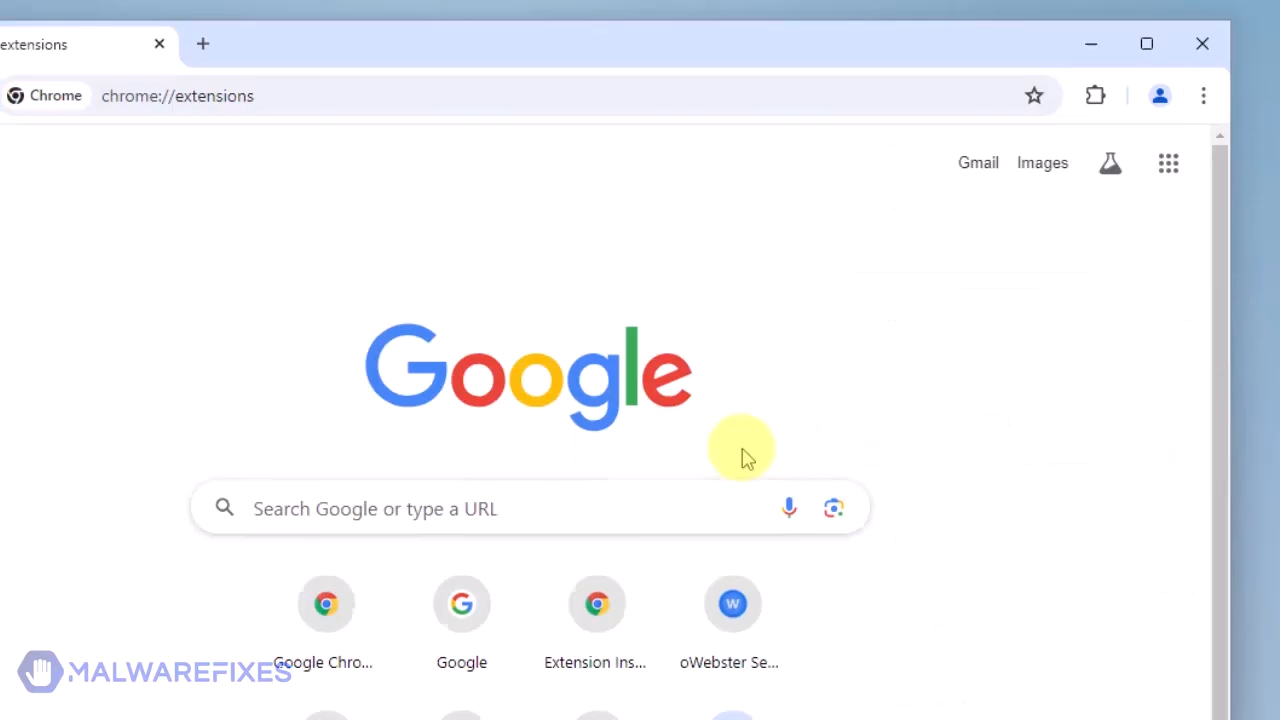 extensions
Chrome
chrome://extensions
Gmail Images
Google
Search Google or type a URL
W
Google Chro... Google Extension Ins... oWebster Se...
MALWAREFIXES